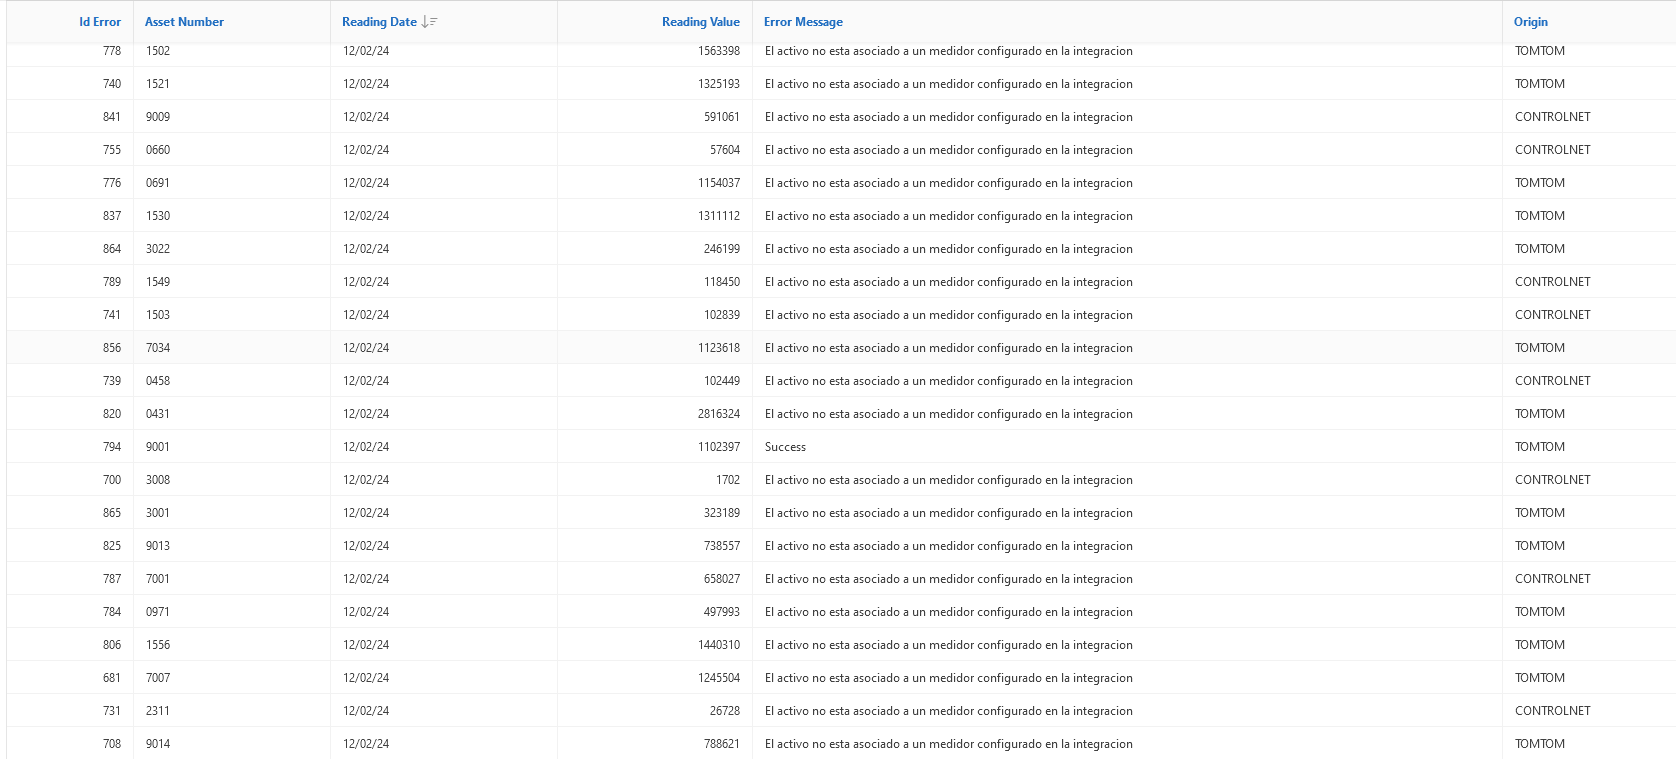 Id Error Asset Number Reading Date Reading Value Error Message Origin
778 1502 12/02/24 1563398 El activo no esta asociado a un medidor configurado en la integracion TOMTOM
740 1521 12/02/24 1325193 El activo no esta asociado a un medidor configurado en la integracion TOMTOM
841 9009 12/02/24 591061 El activo no esta asociado a un medidor configurado en la integracion CONTROLNET
755 0660 12/02/24 57604 El activo no esta asociado a un medidor configurado en la integracion CONTROLNET
776 0691 12/02/24 1154037 El activo no esta asociado a un medidor configurado en la integracion TOMTOM
837 1530 12/02/24 1311112 El activo no esta asociado a un medidor configurado en la integracion TOMTOM
864 3022 12/02/24 246199 El activo no esta asociado a un medidor configurado en la integracion TOMTOM
789 1549 12/02/24 118450 El activo no esta asociado a un medidor configurado en la integracion CONTROLNET
741 1503 12/02/24 102839 El activo no esta asociado a un medidor configurado en la integracion CONTROLNET
856 7034 12/02/24 1123618 El activo no esta asociado a un medidor configurado en la integracion TOMTOM
739 0458 12/02/24 102449 El activo no esta asociado a un medidor configurado en la integracion CONTROLNET
820 0431 12/02/24 2816324 El activo no esta asociado a un medidor configurado en la integracion TOMTOM
794 9001 12/02/24 1102397 Success TOMTOM
700 3008 12/02/24 1702 El activo no esta asociado a un medidor configurado en la integracion CONTROLNET
865 3001 12/02/24 323189 El activo no esta asociado a un medidor configurado en la integracion TOMTOM
825 9013 12/02/24 738557 El activo no esta asociado a un medidor configurado en la integracion TOMTOM
787 7001 12/02/24 658027 El activo no esta asociado a un medidor configurado en la integracion CONTROLNET
784 0971 12/02/24 497993 El activo no esta asociado a un medidor configurado en la integracion TOMTOM
806 1556 12/02/24 1440310 El activo no esta asociado a un medidor configurado en la integracion TOMTOM
681 7007 12/02/24 1245504 El activo no esta asociado a un medidor configurado en la integracion TOMTOM
731 2311 12/02/24 26728 El activo no esta asociado a un medidor configurado en la integracion CONTROLNET
708 9014 12/02/24 788621 El activo no esta asociado a un medidor configurado en la integracion TOMTOM